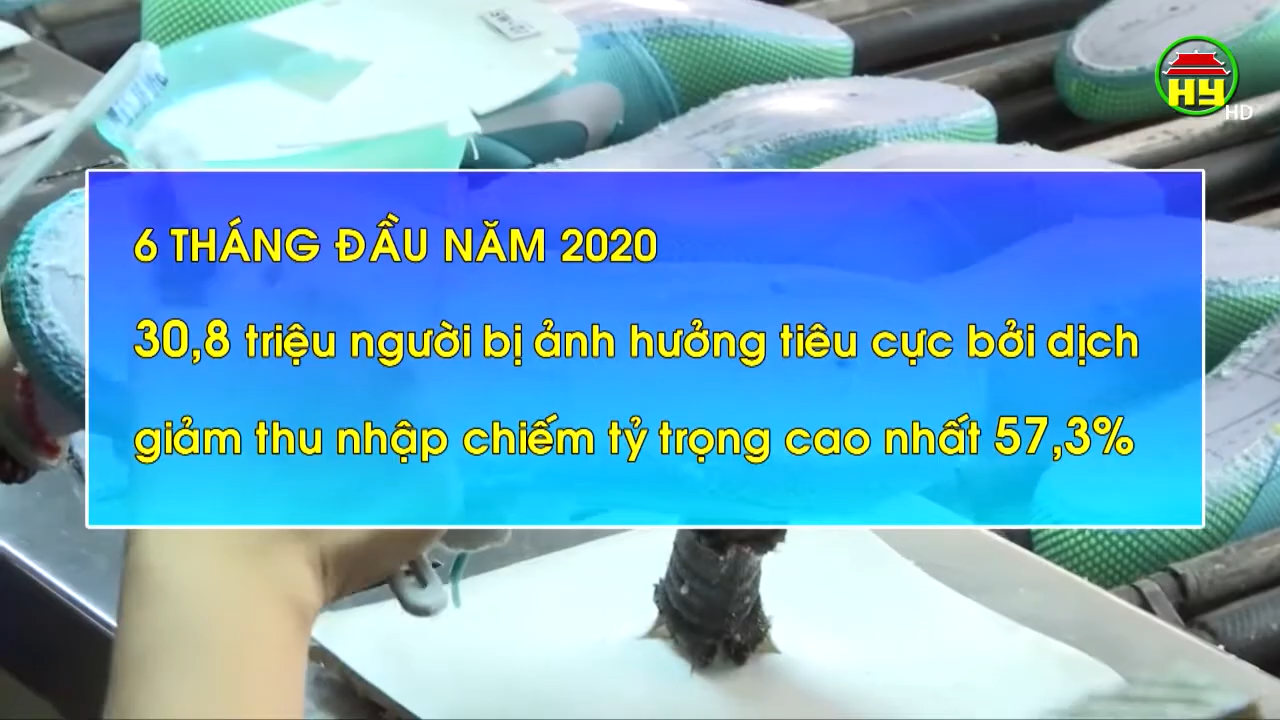 HY
HD
6 THÁNG ĐẦU NĂM 2020
30,8 triệu người bị ảnh hưởng tiêu cực bởi dịch
giảm thu nhập chiếm tỷ trọng cao nhất 57,3%